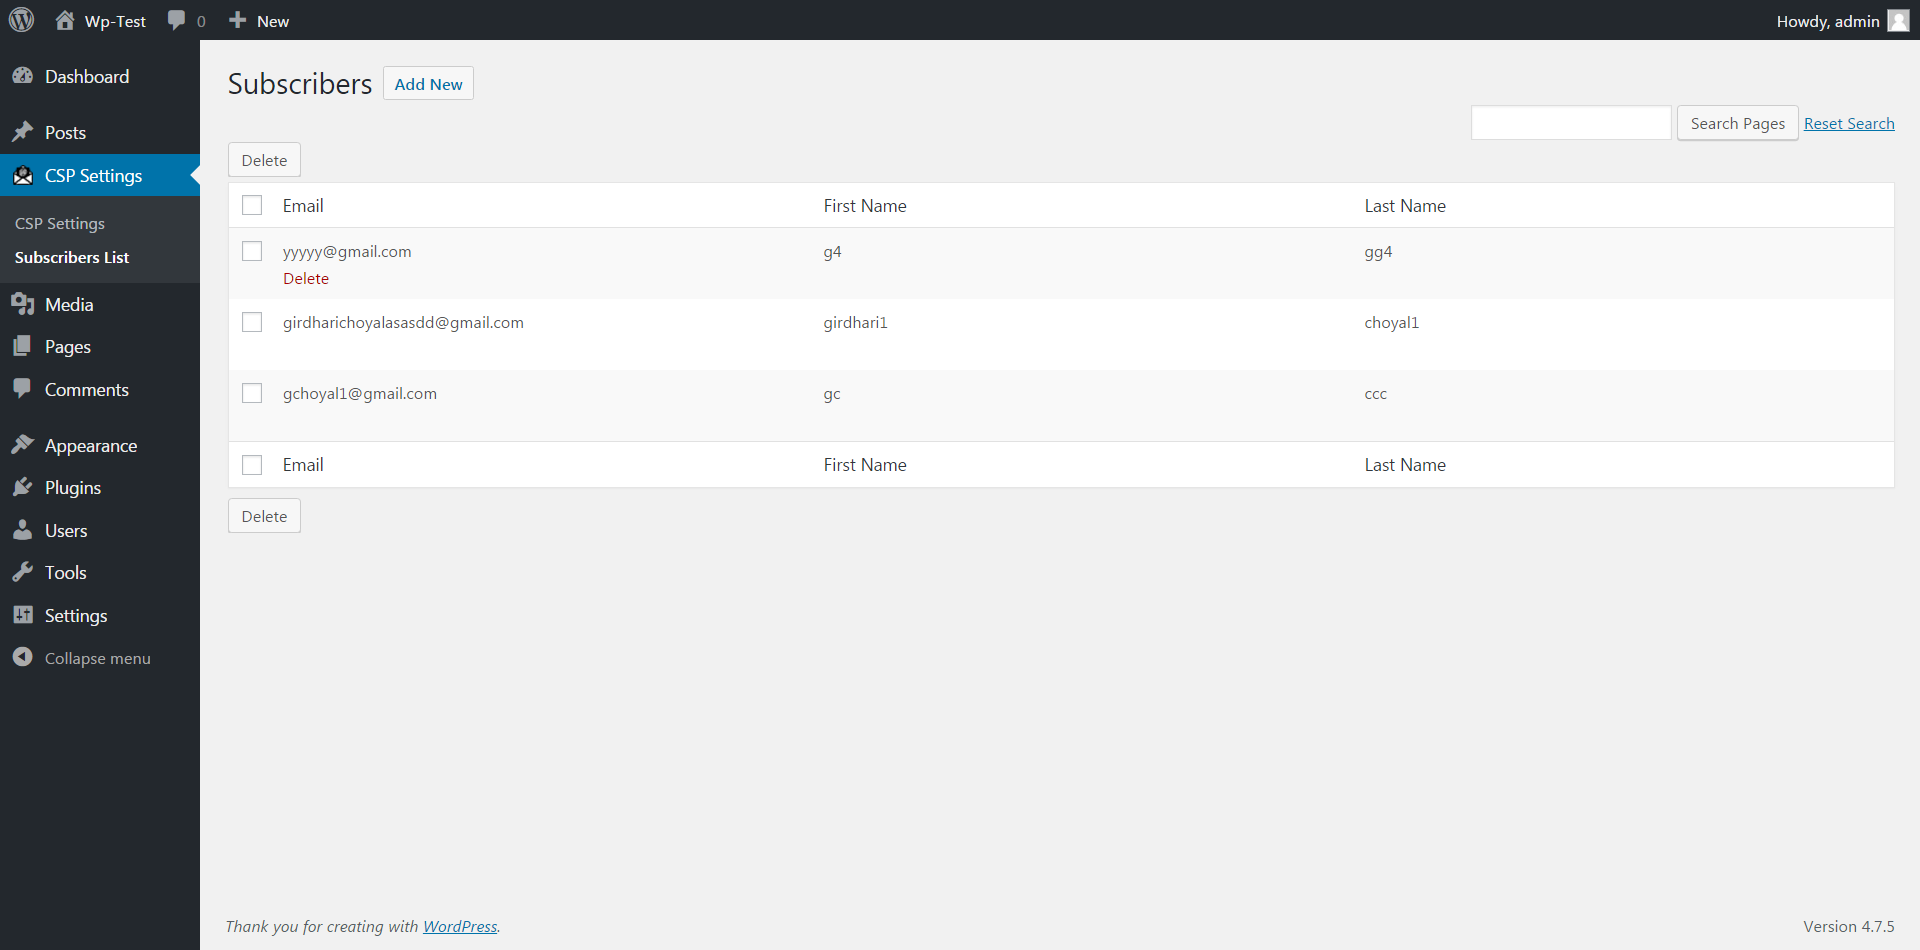 Wp-Test 0 New Howdy, admin
Dashboard
Posts
CSP Settings
CSP Settings
Subscribers List
Media
Pages
Comments
Appearance
Plugins
Users
Tools
Settings
Collapse menu
Subscribers Add New
Search Pages Reset Search
Delete
Email First Name Last Name
yyyyy@gmail.com g4 gg4
Delete
girdharichoyalasasdd@gmail.com girdhari1 choyal1
gchoyal1@gmail.com gc ccc
Email First Name Last Name
Delete
Thank you for creating with WordPress. Version 4.7.5